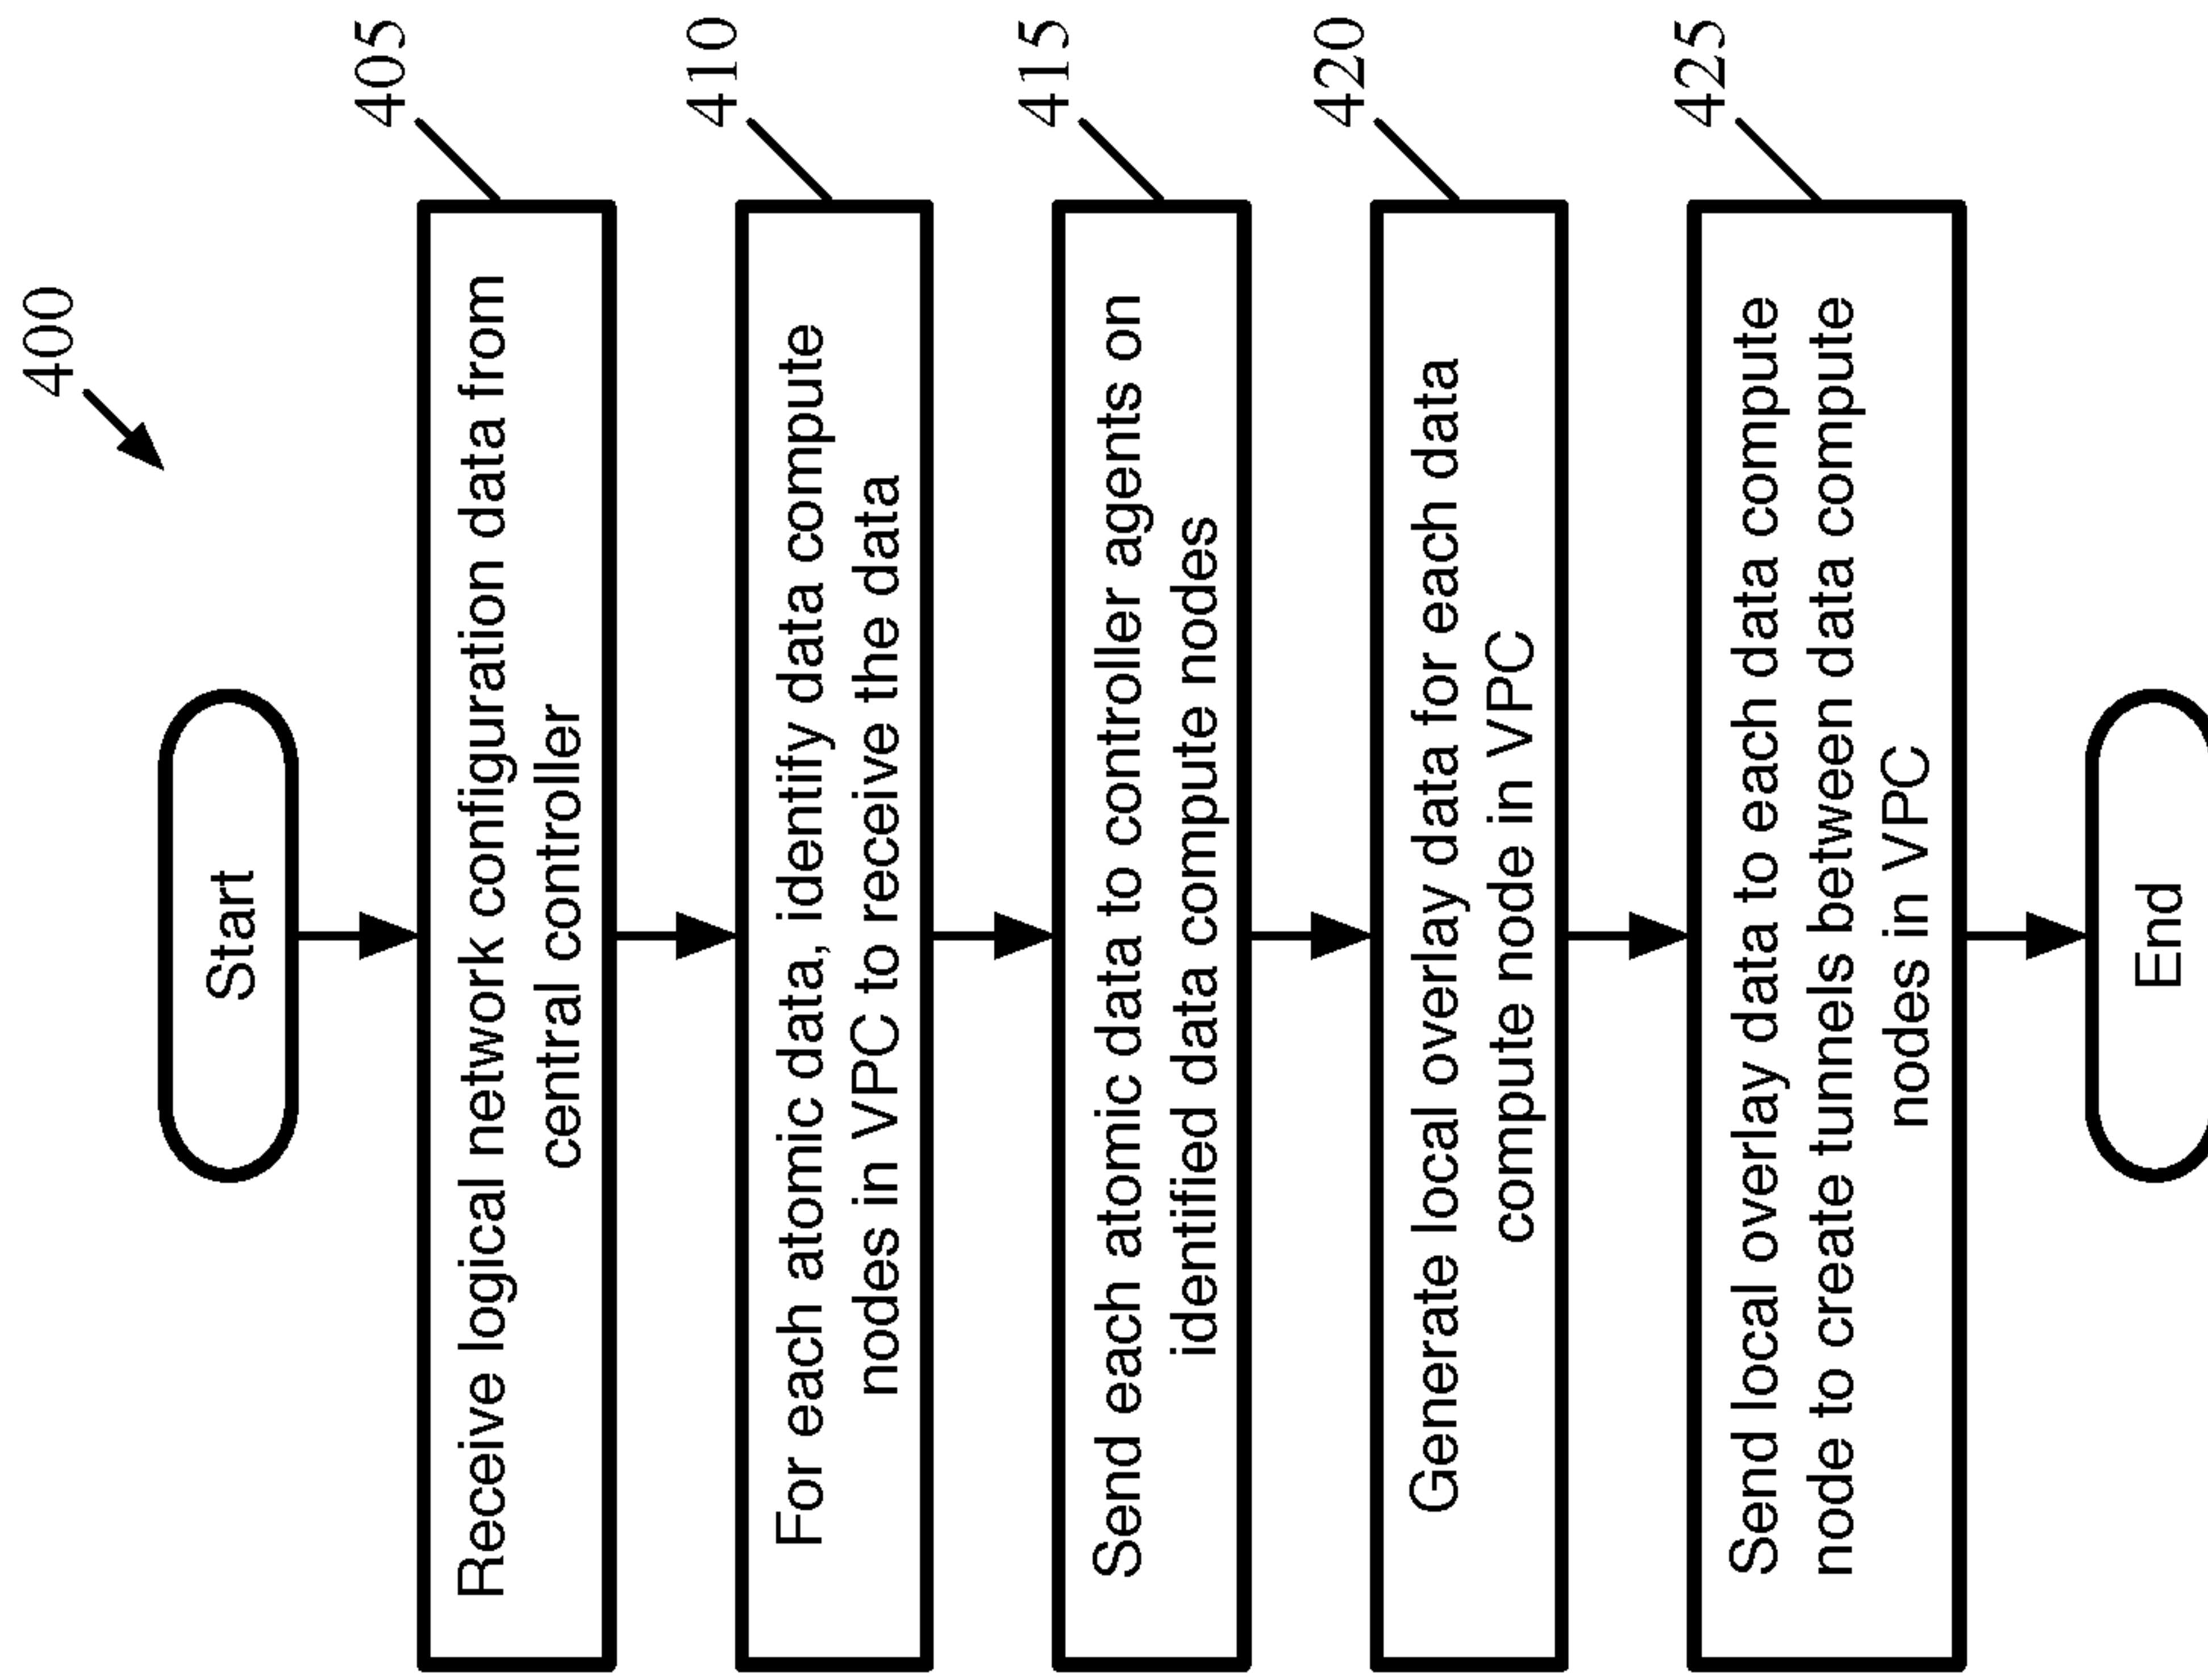 400
Start
405
Receive logical network configuration data from
central controller
410
For each atomic data, identify data compute
nodes in VPC to receive the data
415
Send each atomic data to controller agents on
identified data compute nodes
420
Generate local overlay data for each data
compute node in VPC
425
Send local overlay data to each data compute
node to create tunnels between data compute
nodes in VPC
End